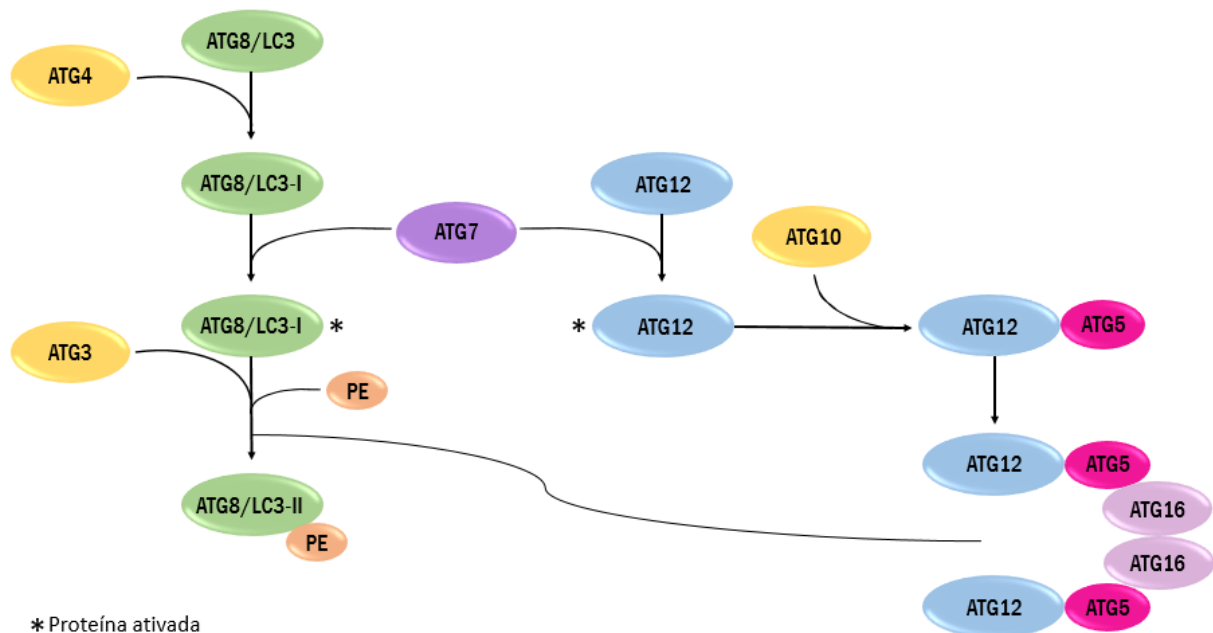 ATG8/LC3
ATG4
ATG8/LC3-I
ATG12
ATG7
ATG10
ATG8/LC3-I *
* ATG12
ATG12 ATG5
ATG3
PE
ATG12 ATG5
ATG8/LC3-II
ATG16
PE
ATG16
ATG12 ATG5
* Proteína ativada